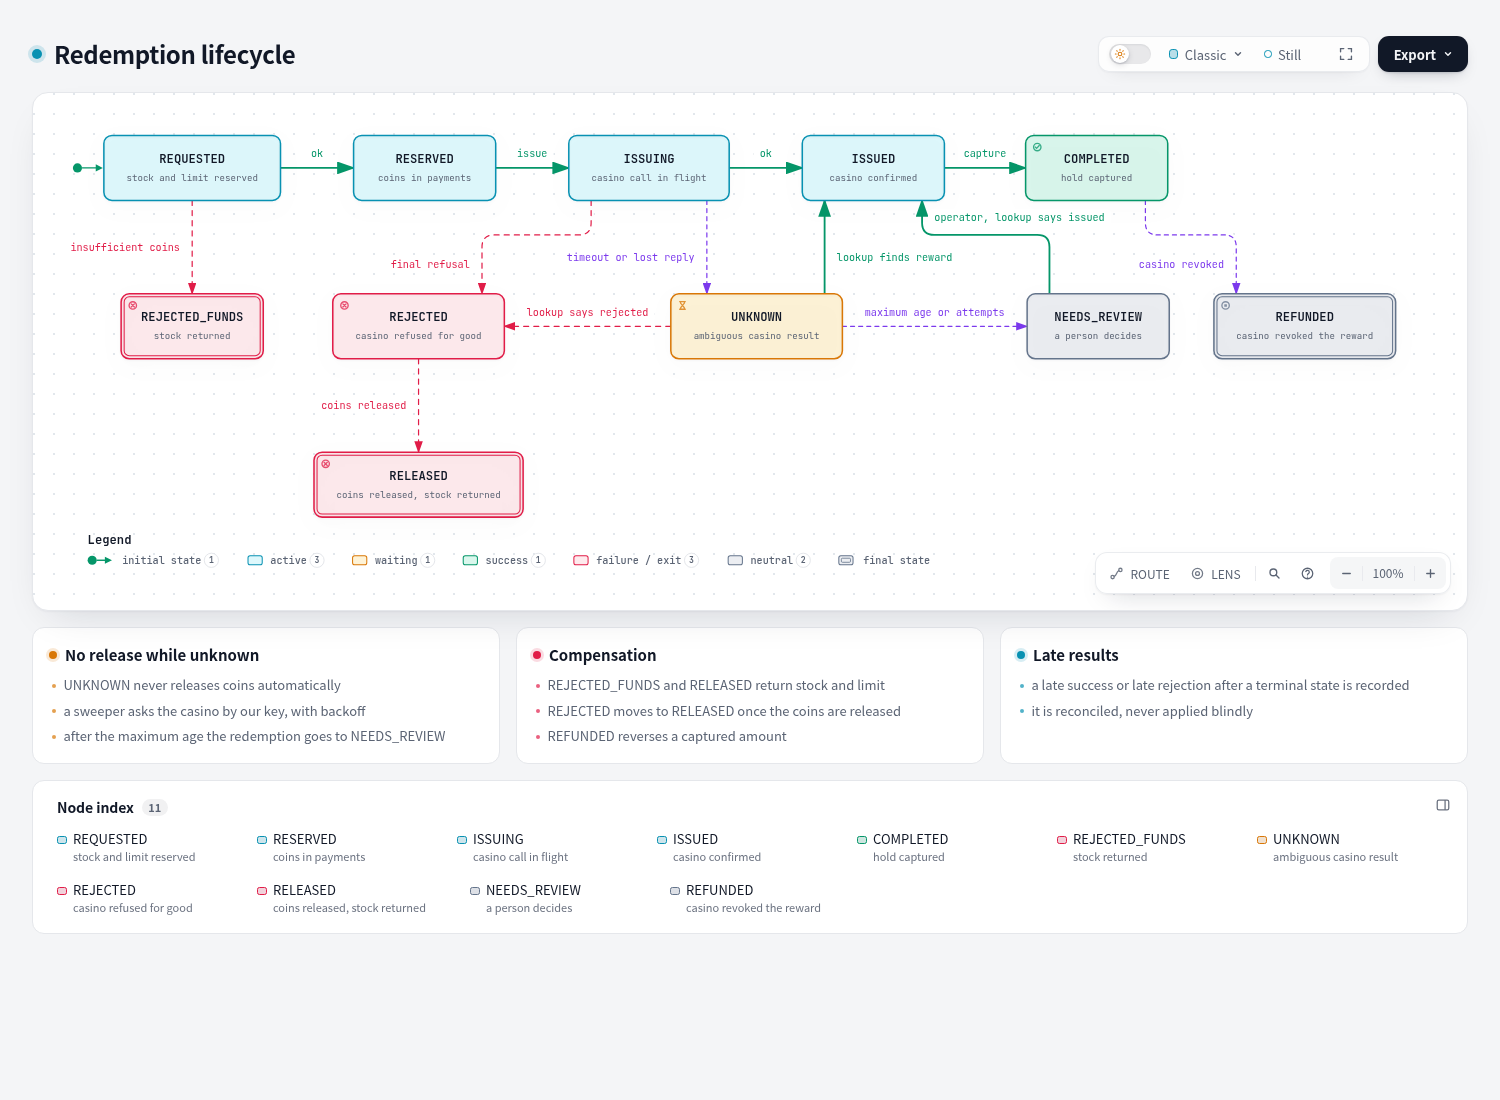 Redemption lifecycle
Classic
Still
Export
REQUESTED
stock and limit reserved
ok
RESERVED
coins in payments
issue
ISSUING
casino call in flight
ok
ISSUED
casino confirmed
capture
COMPLETED
hold captured
insufficient coins
final refusal
timeout or lost reply
lookup finds reward
operator, lookup says issued
casino revoked
REJECTED_FUNDS
stock returned
REJECTED
casino refused for good
lookup says rejected
UNKNOWN
ambiguous casino result
maximum age or attempts
NEEDS_REVIEW
a person decides
REFUNDED
casino revoked the reward
coins released
RELEASED
coins released, stock returned
Legend
initial state 1
active 3
waiting 1
success 1
failure / exit 3
neutral 2
final state
ROUTE
LENS
100%
No release while unknown
UNKNOWN never releases coins automatically
a sweeper asks the casino by our key, with backoff
after the maximum age the redemption goes to NEEDS_REVIEW
Compensation
REJECTED_FUNDS and RELEASED return stock and limit
REJECTED moves to RELEASED once the coins are released
REFUNDED reverses a captured amount
Late results
a late success or late rejection after a terminal state is recorded
it is reconciled, never applied blindly
Node index 11
REQUESTED
stock and limit reserved
RESERVED
coins in payments
ISSUING
casino call in flight
ISSUED
casino confirmed
COMPLETED
hold captured
REJECTED_FUNDS
stock returned
UNKNOWN
ambiguous casino result
REJECTED
casino refused for good
RELEASED
coins released, stock returned
NEEDS_REVIEW
a person decides
REFUNDED
casino revoked the reward